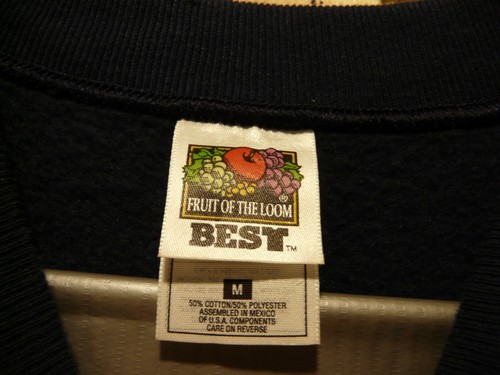 FRUIT OF THE LOOM ®
BEST™
M
50% COTTON/50% POLYESTER
ASSEMBLED IN MEXICO
OF U.S.A. COMPONENTS
CARE ON REVERSE